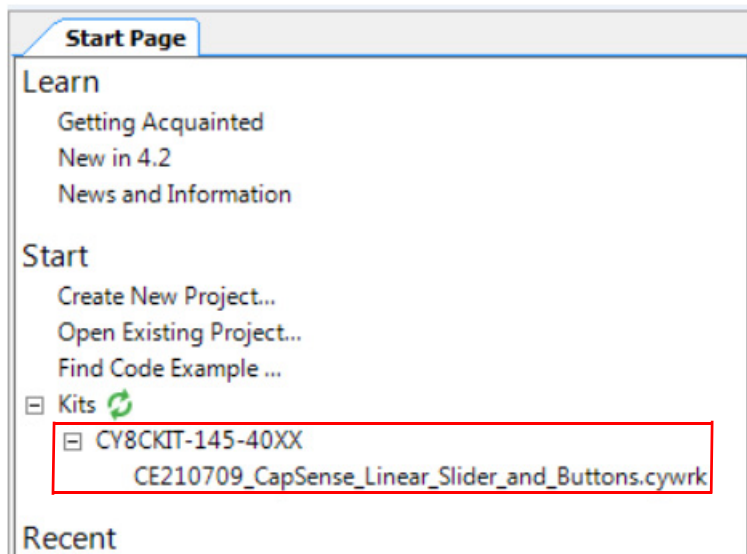 Start Page
Learn
Getting Acquainted
New in 4.2
News and Information
Start
Create New Project...
Open Existing Project...
Find Code Example ...
Kits
CY8CKIT-145-40XX
CE210709_CapSense_Linear_Slider_and_Buttons.cywrk
Recent